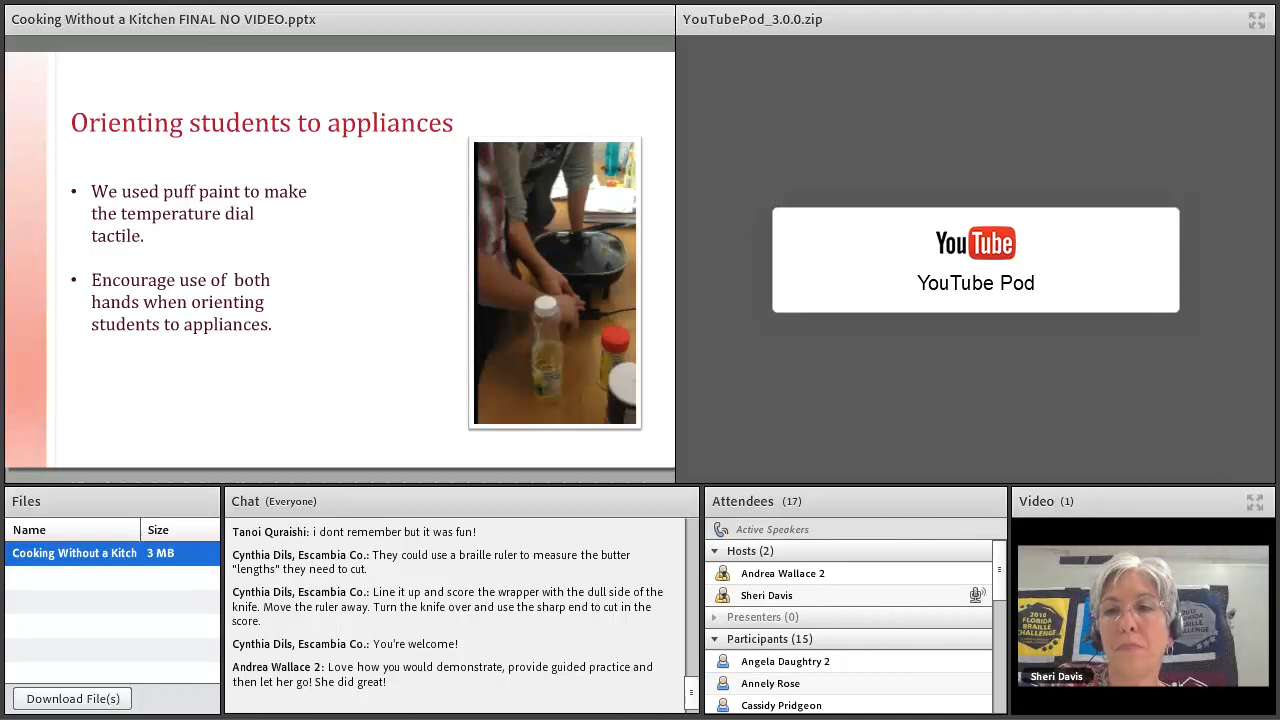 Cooking Without a Kitchen FINAL NO VIDEO.pptx
YouTubePod_3.0.0.zip
Orienting students to appliances
• We used puff paint to make
the temperature dial
tactile.
• Encourage use of both
hands when orienting
students to appliances.
YouTube
YouTube Pod
Files
Name Size
Cooking Without a Kitch 3 MB
Download File(s)
Chat (Everyone)
Tanoi Quraishi: i dont remember but it was fun!
Cynthia Dils, Escambia Co.: They could use a braille ruler to measure the butter
"lengths" they need to cut.
Cynthia Dils, Escambia Co.: Line it up and score the wrapper with the dull side of the
knife. Move the ruler away. Turn the knife over and use the sharp end to cut in the
score.
Cynthia Dils, Escambia Co.: You're welcome!
Andrea Wallace 2: Love how you would demonstrate, provide guided practice and
then let her go! She did great!
Attendees (17)
Active Speakers
Hosts (2)
Andrea Wallace 2
Sheri Davis
Presenters (0)
Participants (15)
Angela Daughtry 2
Annely Rose
Cassidy Pridgeon
Video (1)
FLORIDA
BRAILLE
CHALLENGE
Sheri Davis